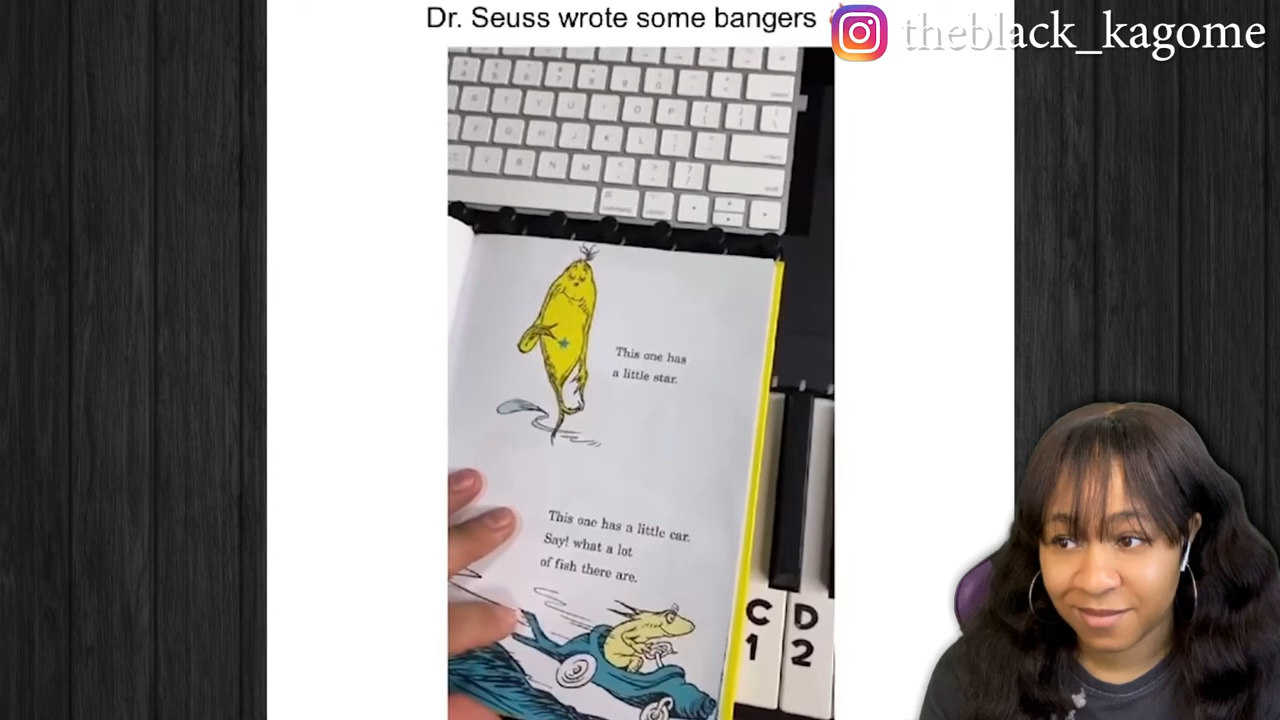 Dr. Seuss wrote some bangers
theblack_kagome
This one has
a little star.
This one has a little car.
Say! what a lot
of fish there are.
C D
1 2